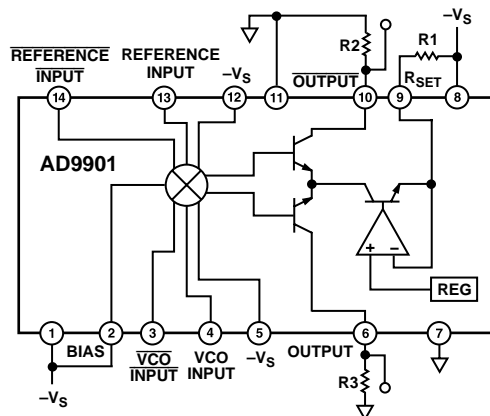 –VS
R2
R1
REFERENCE
INPUT
REFERENCE
INPUT
–VS
OUTPUT
RSET
14
13
12
11
10
9
8
AD9901
+
–
REG
1
2
3
4
5
6
7
BIAS
VCO
INPUT
VCO
INPUT
–VS
OUTPUT
–VS
R3